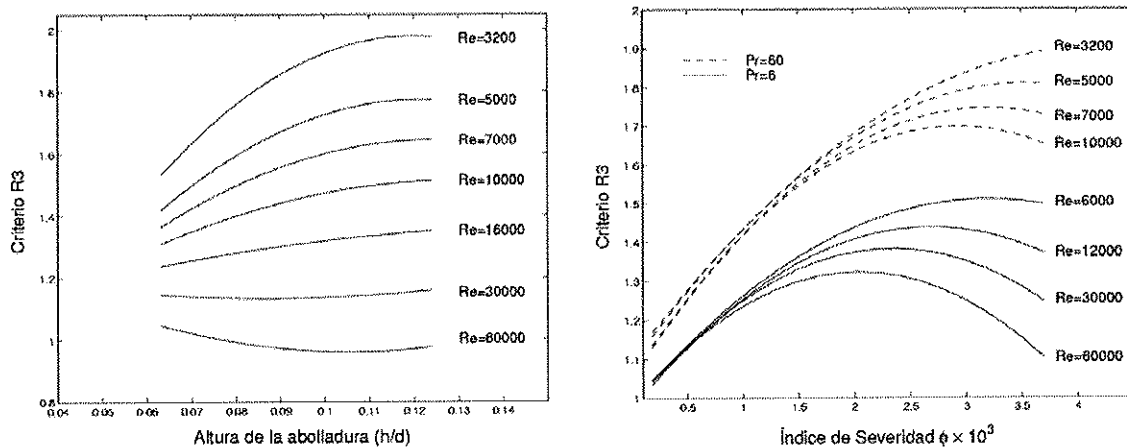 2
1.8
1.6
1.4
1.2
1
0.8
Criterio R3
Re=3200
Re=5000
Re=7000
Re=10000
Re=16000
Re=30000
Re=60000
0.04 0.05 0.06 0.07 0.08 0.09 0.1 0.11 0.12 0.13 0.14
Altura de la abolladura (h/d)
2
1.9
1.8
1.7
1.6
1.5
1.4
1.3
1.2
1.1
1
Criterio R3
Pr=60
Pr=6
Re=3200
Re=5000
Re=7000
Re=10000
Re=6000
Re=12000
Re=30000
Re=60000
0.5 1 1.5 2 2.5 3 3.5 4
Índice de Severidad ϕ × 10³